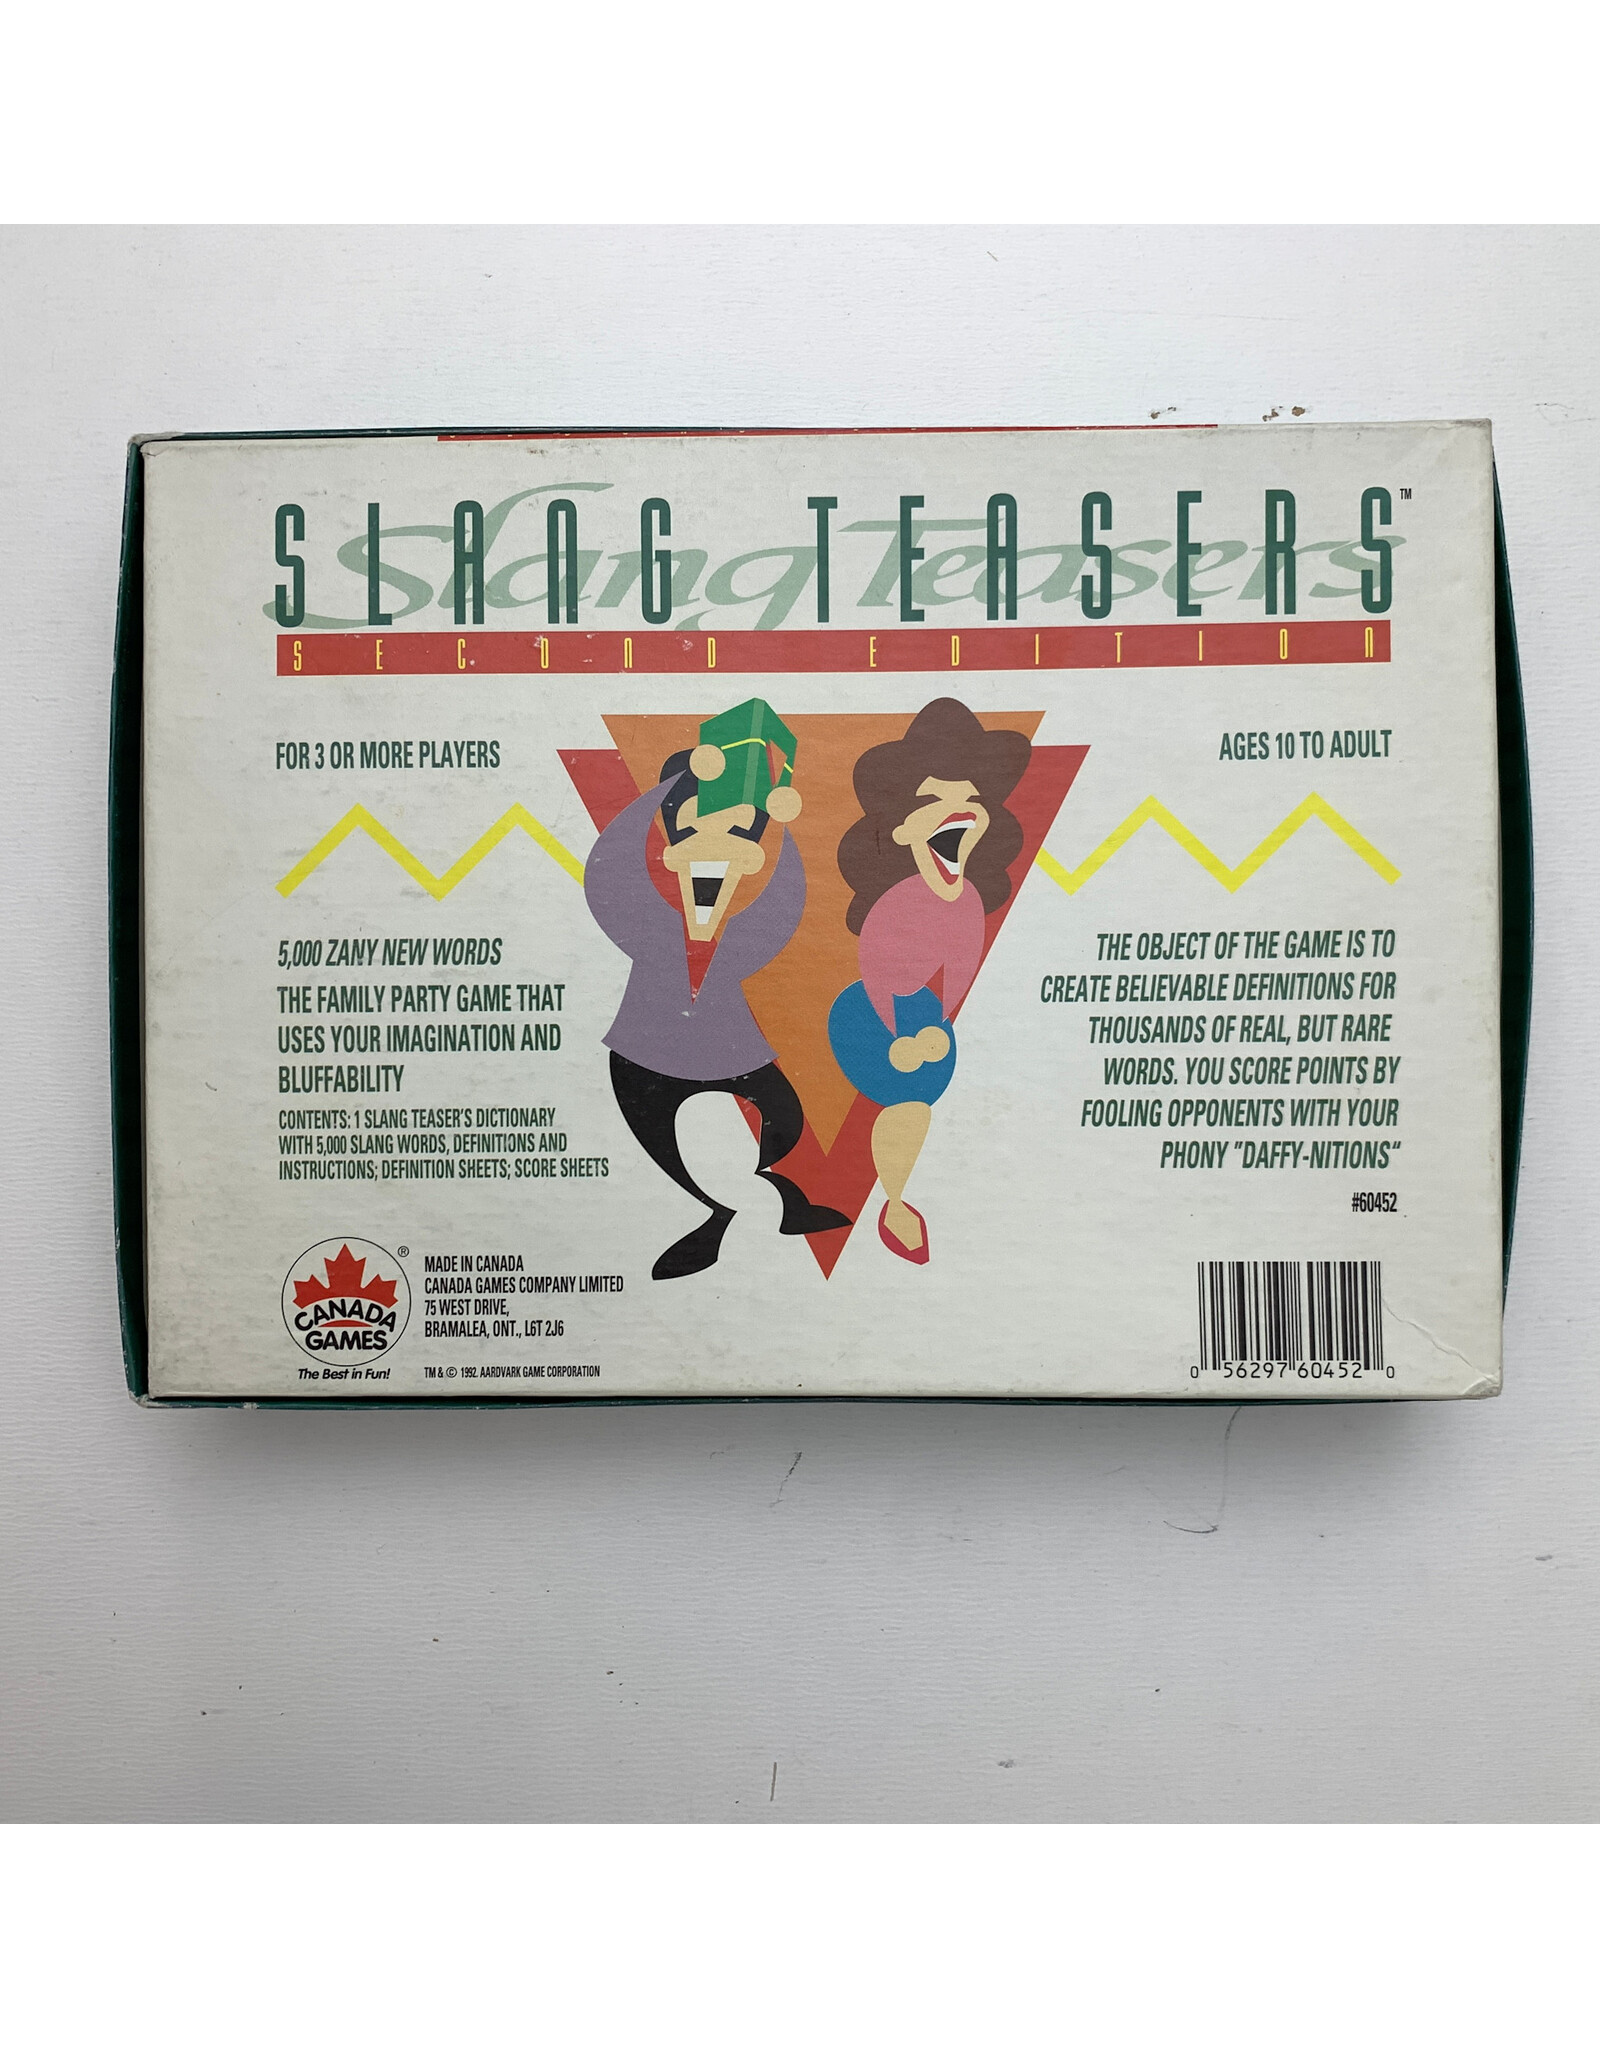 SLANG TEASERS™
Slang Teasers
SECOND EDITION
FOR 3 OR MORE PLAYERS
AGES 10 TO ADULT
5,000 ZANY NEW WORDS
THE FAMILY PARTY GAME THAT
USES YOUR IMAGINATION AND
BLUFFABILITY
CONTENTS: 1 SLANG TEASER'S DICTIONARY
WITH 5,000 SLANG WORDS, DEFINITIONS AND
INSTRUCTIONS; DEFINITION SHEETS; SCORE SHEETS
THE OBJECT OF THE GAME IS TO
CREATE BELIEVABLE DEFINITIONS FOR
THOUSANDS OF REAL, BUT RARE
WORDS. YOU SCORE POINTS BY
FOOLING OPPONENTS WITH YOUR
PHONY "DAFFY-NITIONS"
#60452
CANADA
GAMES
®
The Best in Fun!
MADE IN CANADA
CANADA GAMES COMPANY LIMITED
75 WEST DRIVE,
BRAMALEA, ONT., L6T 2J6
TM & © 1992. AARDVARK GAME CORPORATION
0 56297 60452 0